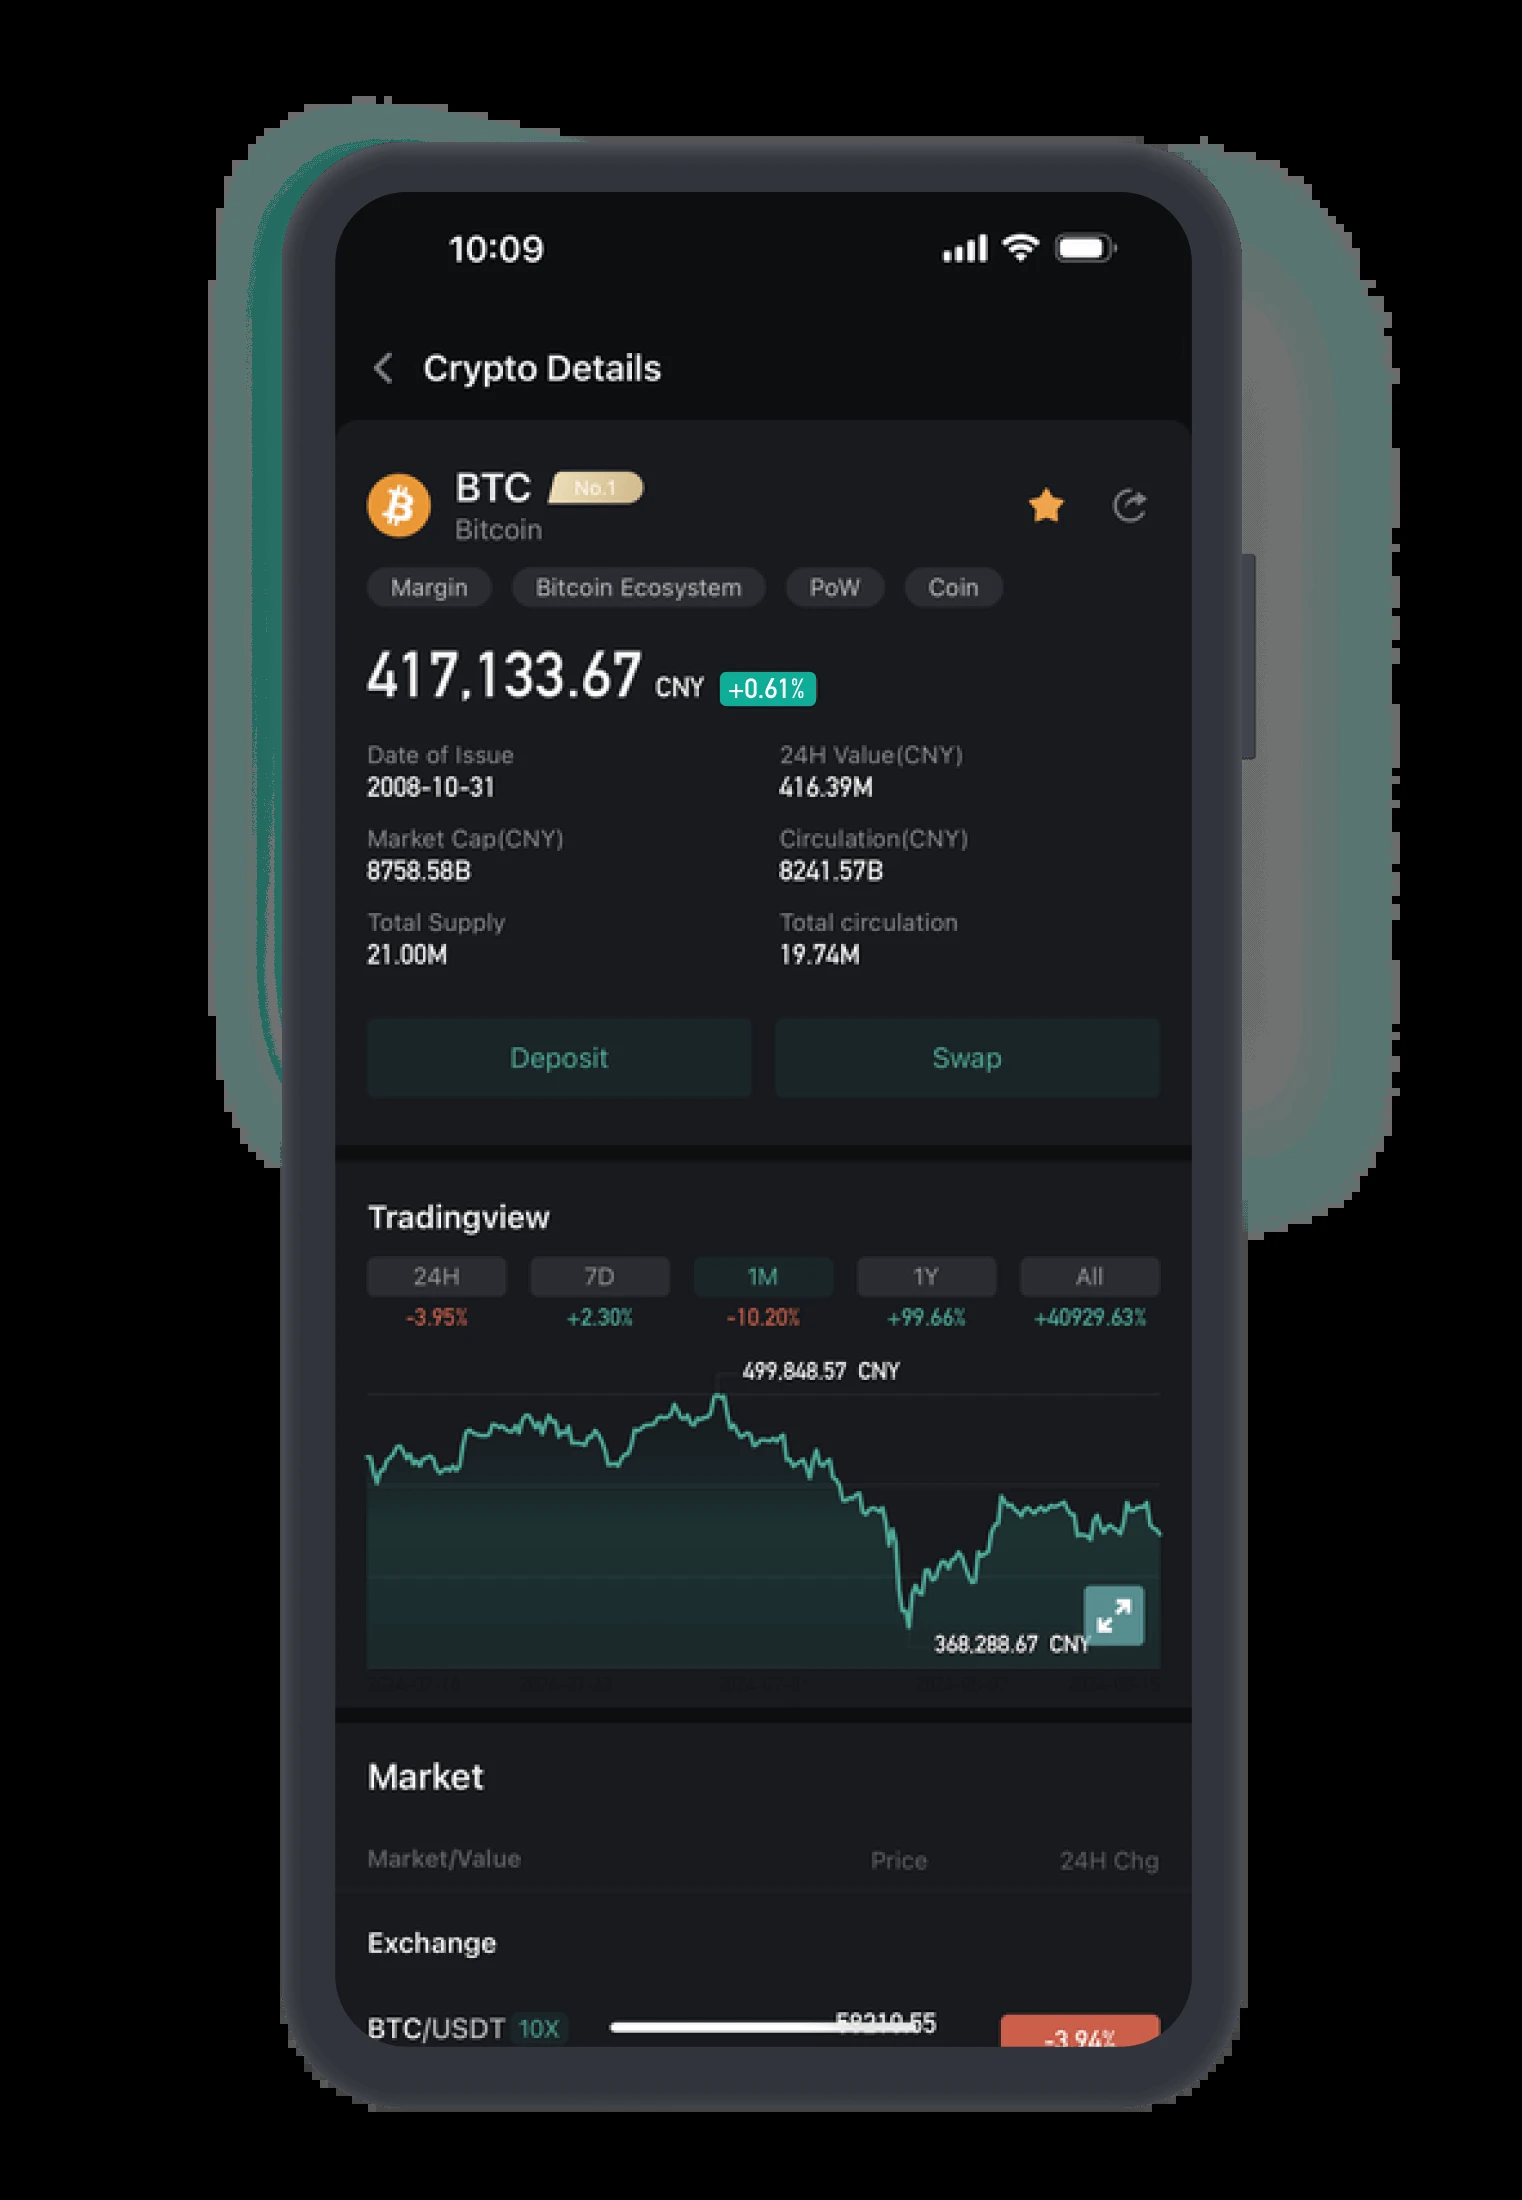 10:09
Crypto Details
BTC No.1
Bitcoin
Margin Bitcoin Ecosystem PoW Coin
417,133.67 CNY +0.61%
Date of Issue 24H Value(CNY)
2008-10-31 416.39M
Market Cap(CNY) Circulation(CNY)
8758.58B 8241.57B
Total Supply Total circulation
21.00M 19.74M
Deposit Swap
Tradingview
24H 7D 1M 1Y All
-3.95% +2.30% -10.20% +99.66% +40929.63%
499,848.57 CNY
368,288.67 CNY
Market
Market/Value Price 24H Chg
Exchange
BTC/USDT 10X -3.94%